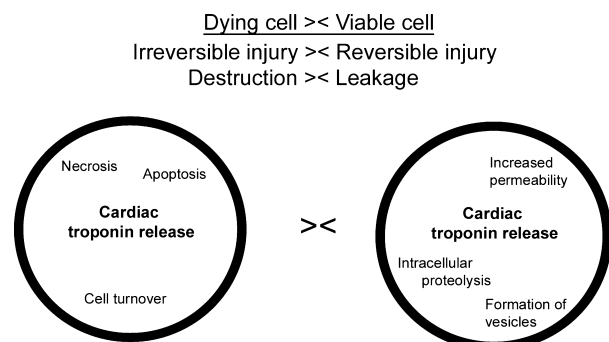 Dying cell >< Viable cell
Irreversible injury >< Reversible injury
Destruction >< Leakage
Necrosis
Apoptosis
Cardiac
troponin release
Cell turnover
><
Increased
permeability
Cardiac
troponin release
Intracellular
proteolysis
Formation of
vesicles